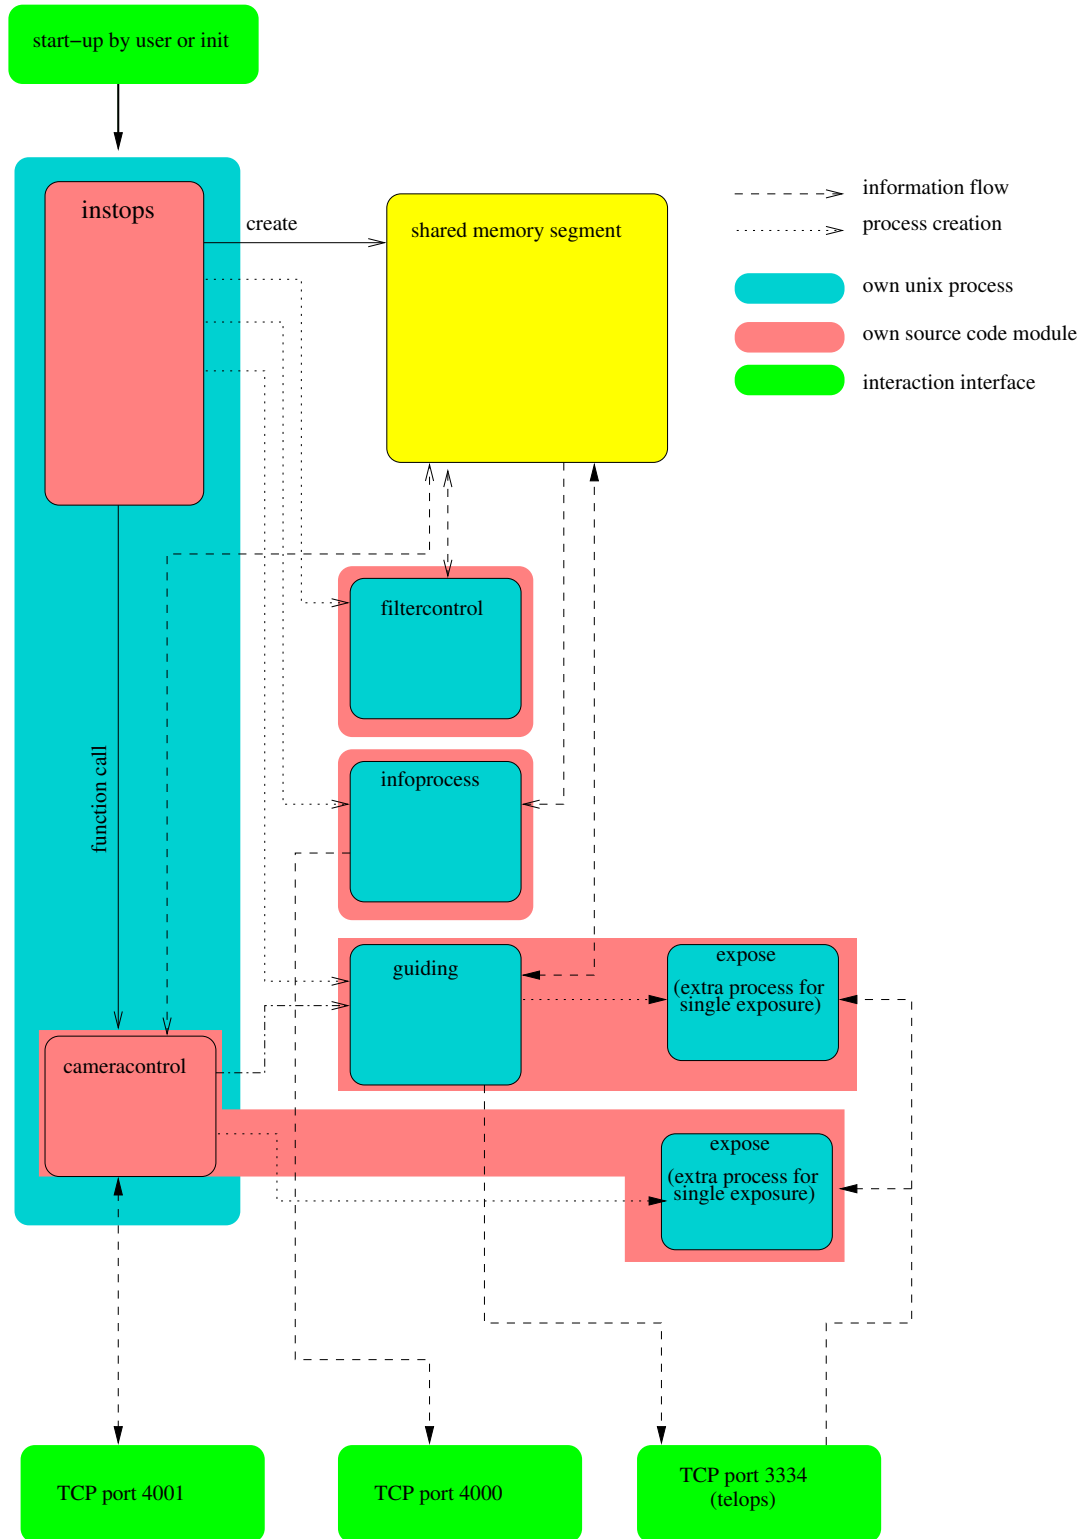 start−up by user or init
instops
create
shared memory segment
information flow
process creation
own unix process
own source code module
interaction interface
function call
filtercontrol
infoprocess
guiding
expose
(extra process for
single exposure)
cameracontrol
expose
(extra process for
single exposure)
TCP port 4001
TCP port 4000
TCP port 3334
(telops)